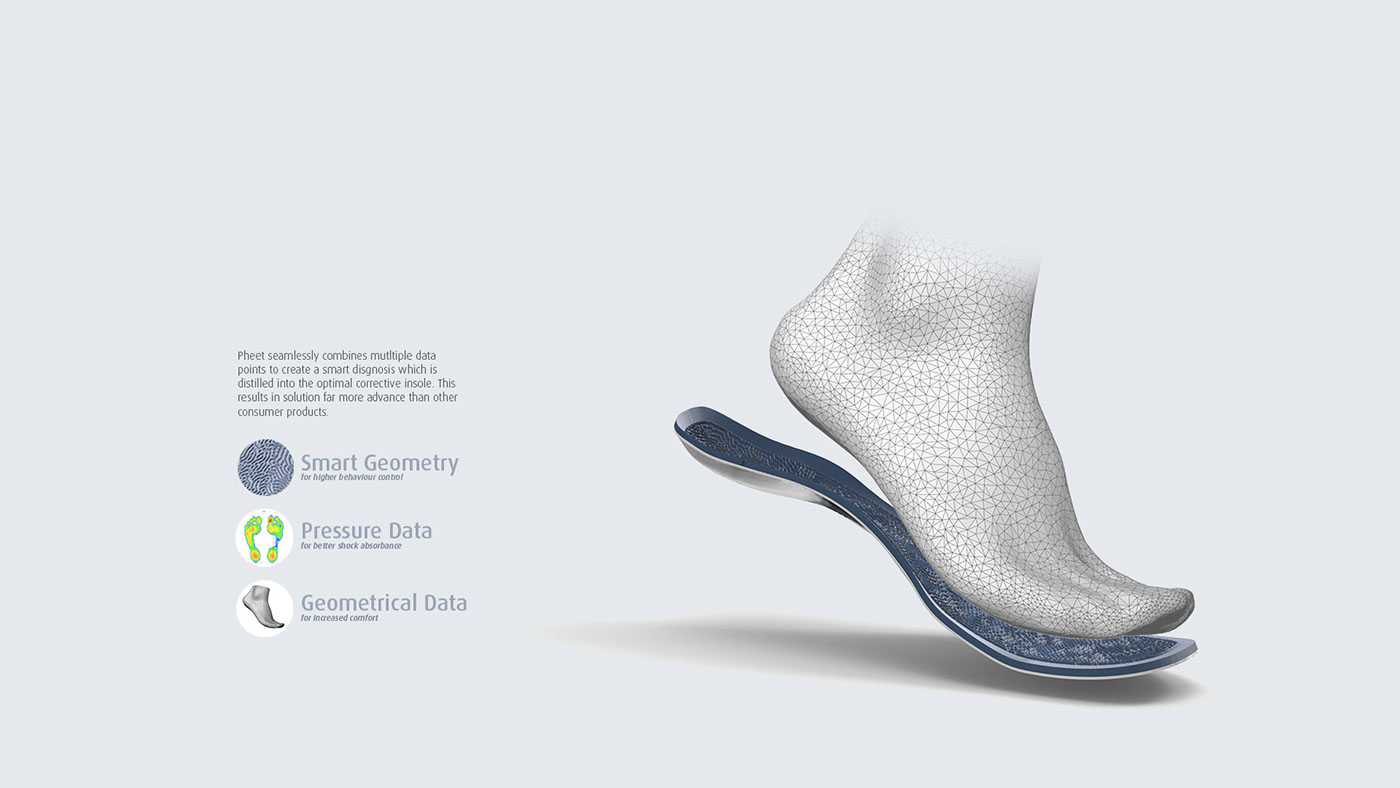 Pheet seamlessly combines mutltiple data
points to create a smart disgnosis which is
distilled into the optimal corrective insole. This
results in solution far more advance than other
consumer products.
Smart Geometry
for higher behaviour control
Pressure Data
for better shock absorbance
Geometrical Data
for increased comfort